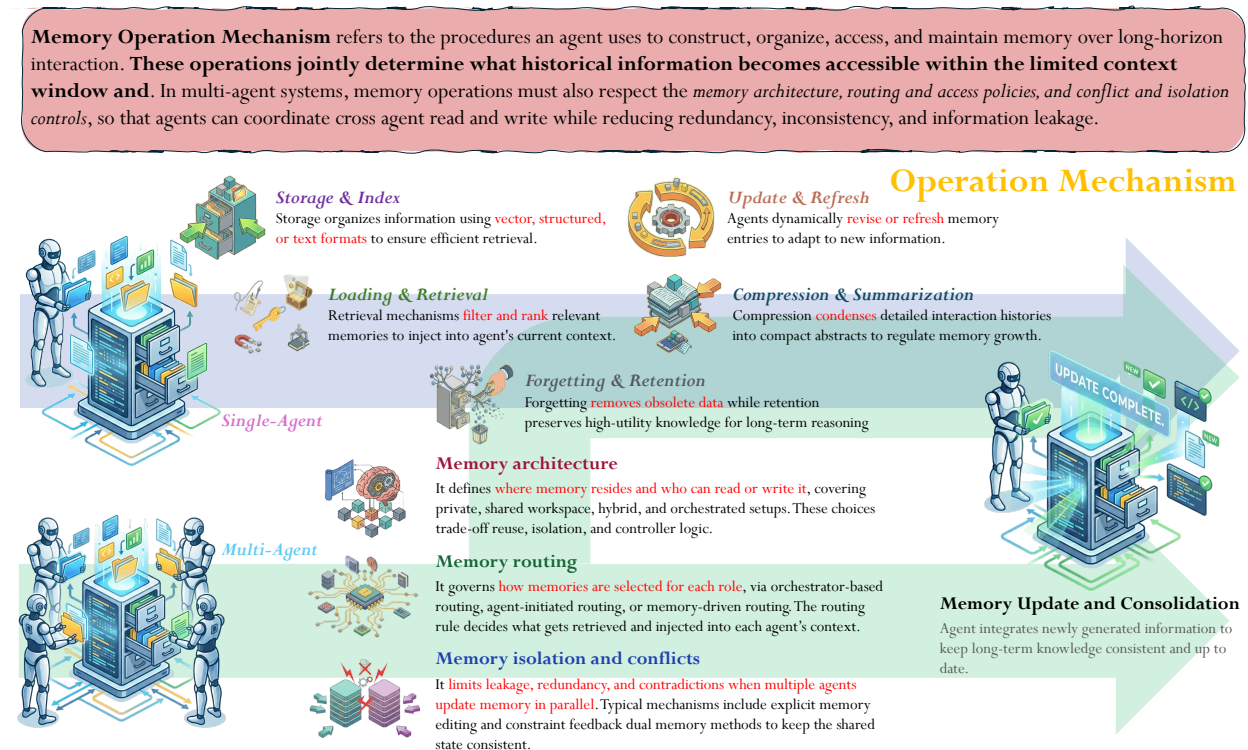 Memory Operation Mechanism refers to the procedures an agent uses to construct, organize, access, and maintain memory over long-horizon
interaction. These operations jointly determine what historical information becomes accessible within the limited context
window and. In multi-agent systems, memory operations must also respect the memory architecture, routing and access policies, and conflict and isolation
controls, so that agents can coordinate cross agent read and write while reducing redundancy, inconsistency, and information leakage.
Operation Mechanism
Storage & Index
Storage organizes information using vector, structured,
or text formats to ensure efficient retrieval.
Update & Refresh
Agents dynamically revise or refresh memory
entries to adapt to new information.
Loading & Retrieval
Retrieval mechanisms filter and rank relevant
memories to inject into agent's current context.
Compression & Summarization
Compression condenses detailed interaction histories
into compact abstracts to regulate memory growth.
Forgetting & Retention
Forgetting removes obsolete data while retention
preserves high-utility knowledge for long-term reasoning
Single-Agent
Memory architecture
It defines where memory resides and who can read or write it, covering
private, shared workspace, hybrid, and orchestrated setups. These choices
trade-off reuse, isolation, and controller logic.
Multi-Agent
Memory routing
It governs how memories are selected for each role, via orchestrator-based
routing, agent-initiated routing, or memory-driven routing. The routing
rule decides what gets retrieved and injected into each agent's context.
Memory isolation and conflicts
It limits leakage, redundancy, and contradictions when multiple agents
update memory in parallel. Typical mechanisms include explicit memory
editing and constraint feedback dual memory methods to keep the shared
state consistent.
UPDATE COMPLETE.
NEW
</>
NEW
Memory Update and Consolidation
Agent integrates newly generated information to
keep long-term knowledge consistent and up to
date.